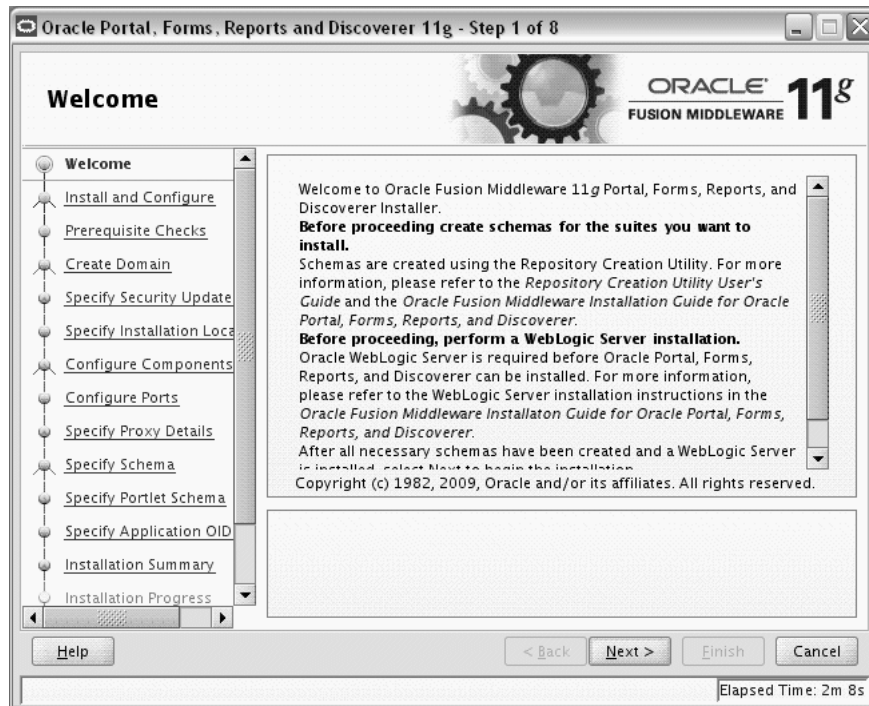 Oracle Portal, Forms, Reports and Discoverer 11g - Step 1 of 8
Welcome
ORACLE
FUSION MIDDLEWARE
11g
Welcome
Install and Configure
Prerequisite Checks
Create Domain
Specify Security Update
Specify Installation Loca
Configure Components
Configure Ports
Specify Proxy Details
Specify Schema
Specify Portlet Schema
Specify Application OID
Installation Summary
Installation Progress
Welcome to Oracle Fusion Middleware 11g Portal, Forms, Reports, and
Discoverer Installer.
Before proceeding create schemas for the suites you want to
install.
Schemas are created using the Repository Creation Utility. For more
information, please refer to the Repository Creation Utility User's
Guide and the Oracle Fusion Middleware Installation Guide for Oracle
Portal, Forms, Reports, and Discoverer.
Before proceeding, perform a WebLogic Server installation.
Oracle WebLogic Server is required before Oracle Portal, Forms,
Reports, and Discoverer can be installed. For more information,
please refer to the WebLogic Server installation instructions in the
Oracle Fusion Middleware Installaton Guide for Oracle Portal, Forms,
Reports, and Discoverer.
After all necessary schemas have been created and a WebLogic Server
is installed, select Next to begin the installation
Copyright (c) 1982, 2009, Oracle and/or its affiliates. All rights reserved.
Help
< Back
Next >
Finish
Cancel
Elapsed Time: 2m 8s